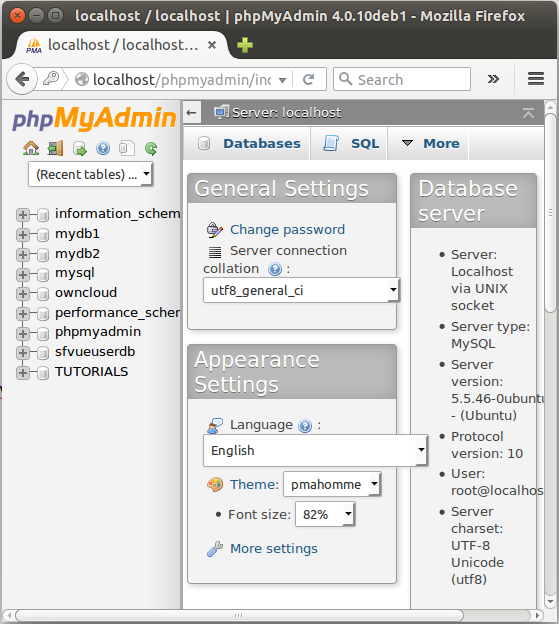 localhost / localhost | phpMyAdmin 4.0.10deb1 - Mozilla Firefox
PMA localhost / localhost...
localhost/phpmyadmin/in
Search
phpMyAdmin
(Recent tables) ...
information_schem
mydb1
mydb2
mysql
owncloud
performance_scher
phpmyadmin
sfvueuserdb
TUTORIALS
Server: localhost
Databases
SQL
More
General Settings
Change password
Server connection
collation :
utf8_general_ci
Appearance
Settings
Language :
English
Theme: pmahomme
• Font size: 82%
More settings
Database
server
• Server:
Localhost
via UNIX
socket
• Server type:
MySQL
• Server
version:
5.5.46-0ubuntu
- (Ubuntu)
• Protocol
version: 10
• User:
root@localhos
• Server
charset:
UTF-8
Unicode
(utf8)